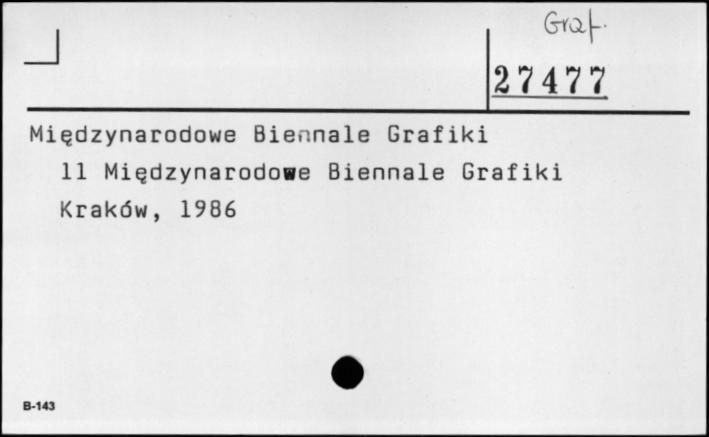 Graf.
27477
Międzynarodowe Biennale Grafiki
11 Międzynarodowe Biennale Grafiki
Kraków, 1986
B-143